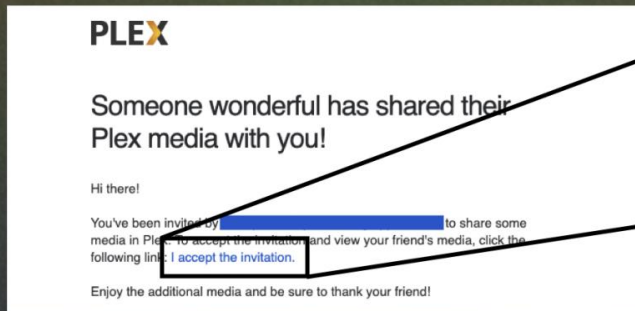 PLEX
Someone wonderful has shared their
Plex media with you!
Hi there!
You've been invited by to share some
media in Plex. To accept the invitation and view your friend's media, click the
following link: I accept the invitation.
Enjoy the additional media and be sure to thank your friend!